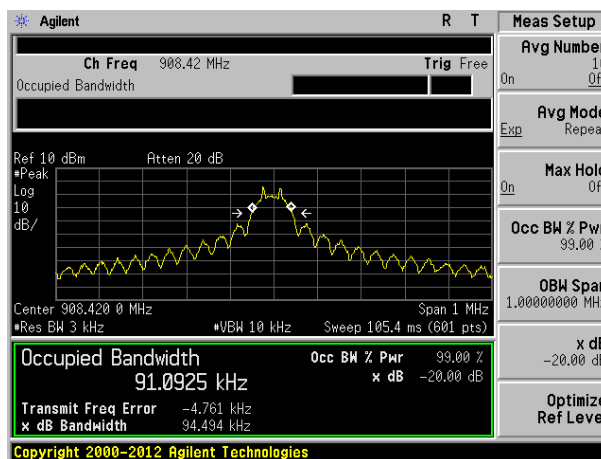 Agilent R T Meas Setup
Ch Freq 908.42 MHz Trig Free
Occupied Bandwidth
Avg Number
On
Avg Mode
Exp
Max Hold
On
Occ BW % Pwr
99.00
OBW Span
1.00000000
x dB
-20.00
Optimize
Ref Level
Ref 10 dBm Atten 20 dB
#Peak
Log
10
dB/
Center 908.420 0 MHz Span 1 MHz
#Res BW 3 kHz #VBW 10 kHz Sweep 105.4 ms (601 pts)
Occupied Bandwidth Occ BW % Pwr 99.00 %
91.0925 kHz x dB -20.00 dB
Transmit Freq Error -4.761 kHz
x dB Bandwidth 94.494 kHz
Copyright 2000-2012 Agilent Technologies